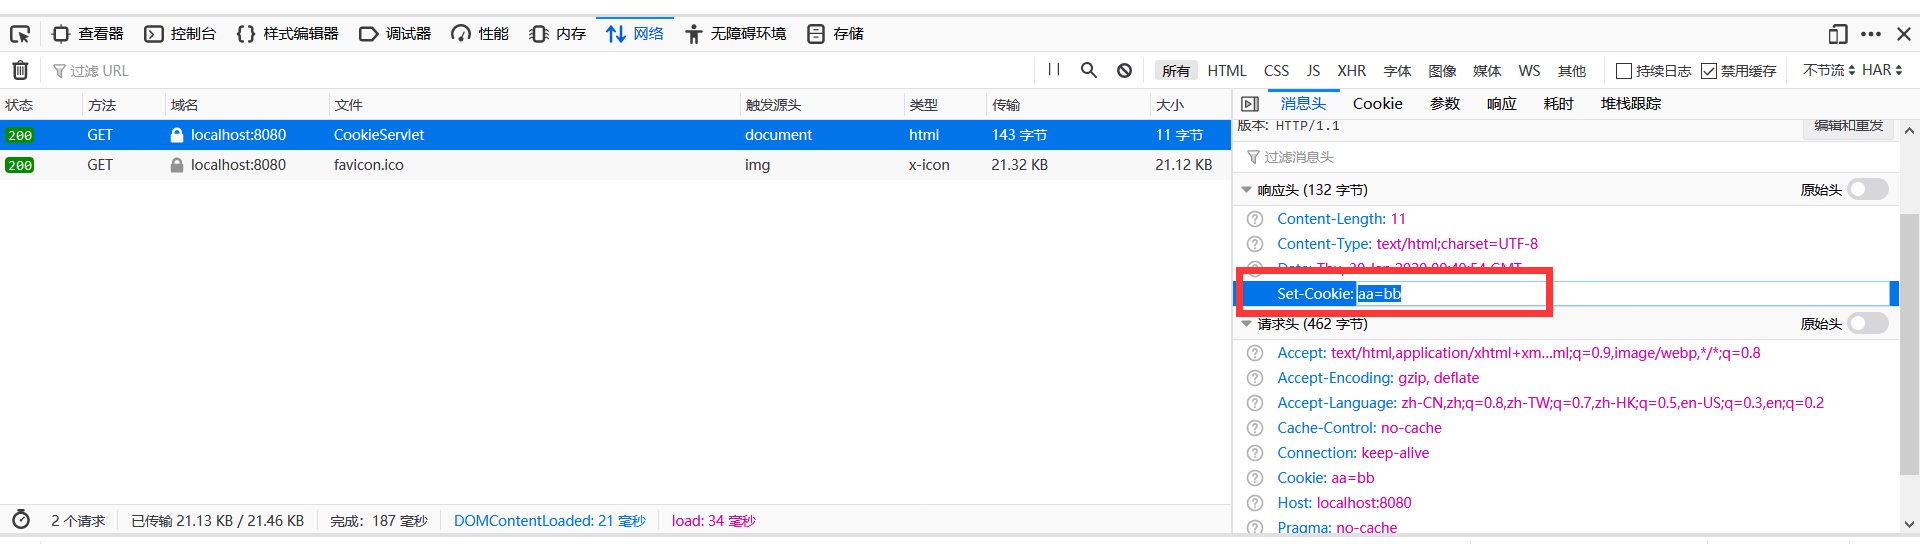 查看器 控制台 {} 样式编辑器 调试器 性能 内存 网络 无障碍环境 存储
过滤 URL 所有 HTML CSS JS XHR 字体 图像 媒体 WS 其他 持续日志 禁用缓存 不节流 HAR
状态 方法 域名 文件 触发源头 类型 传输 大小
200 GET localhost:8080 CookieServlet document html 143 字节 11 字节
200 GET localhost:8080 favicon.ico img x-icon 21.32 KB 21.12 KB
消息头 Cookie 参数 响应 耗时 堆栈跟踪
版本: HTTP/1.1 编辑和重发
过滤消息头
响应头 (132 字节) 原始头
Content-Length: 11
Content-Type: text/html;charset=UTF-8
Set-Cookie: aa=bb
请求头 (462 字节) 原始头
Accept: text/html,application/xhtml+xm...ml;q=0.9,image/webp,*/*;q=0.8
Accept-Encoding: gzip, deflate
Accept-Language: zh-CN,zh;q=0.8,zh-TW;q=0.7,zh-HK;q=0.5,en-US;q=0.3,en;q=0.2
Cache-Control: no-cache
Connection: keep-alive
Cookie: aa=bb
Host: localhost:8080
Pragma: no-cache
2 个请求 已传输 21.13 KB / 21.46 KB 完成: 187 毫秒 DOMContentLoaded: 21 毫秒 load: 34 毫秒